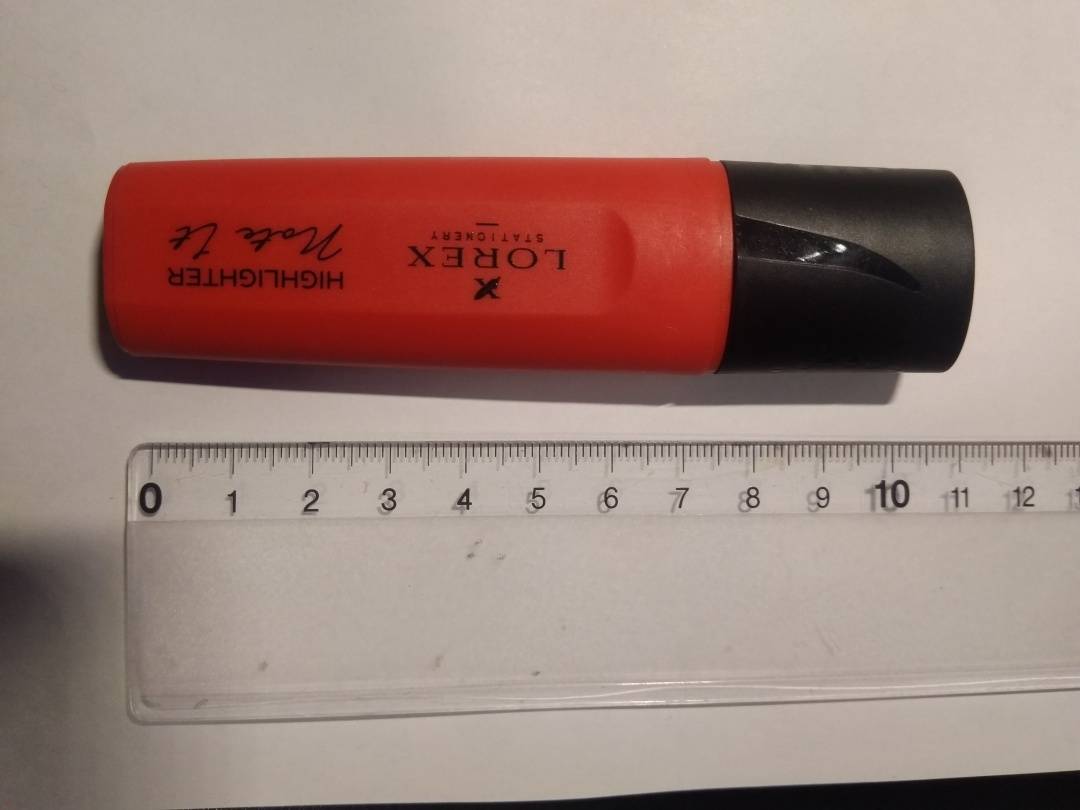 HIGHLIGHTER
Note It
LOREX
STATIONERY
0 1 2 3 4 5 6 7 8 9 10 11 12